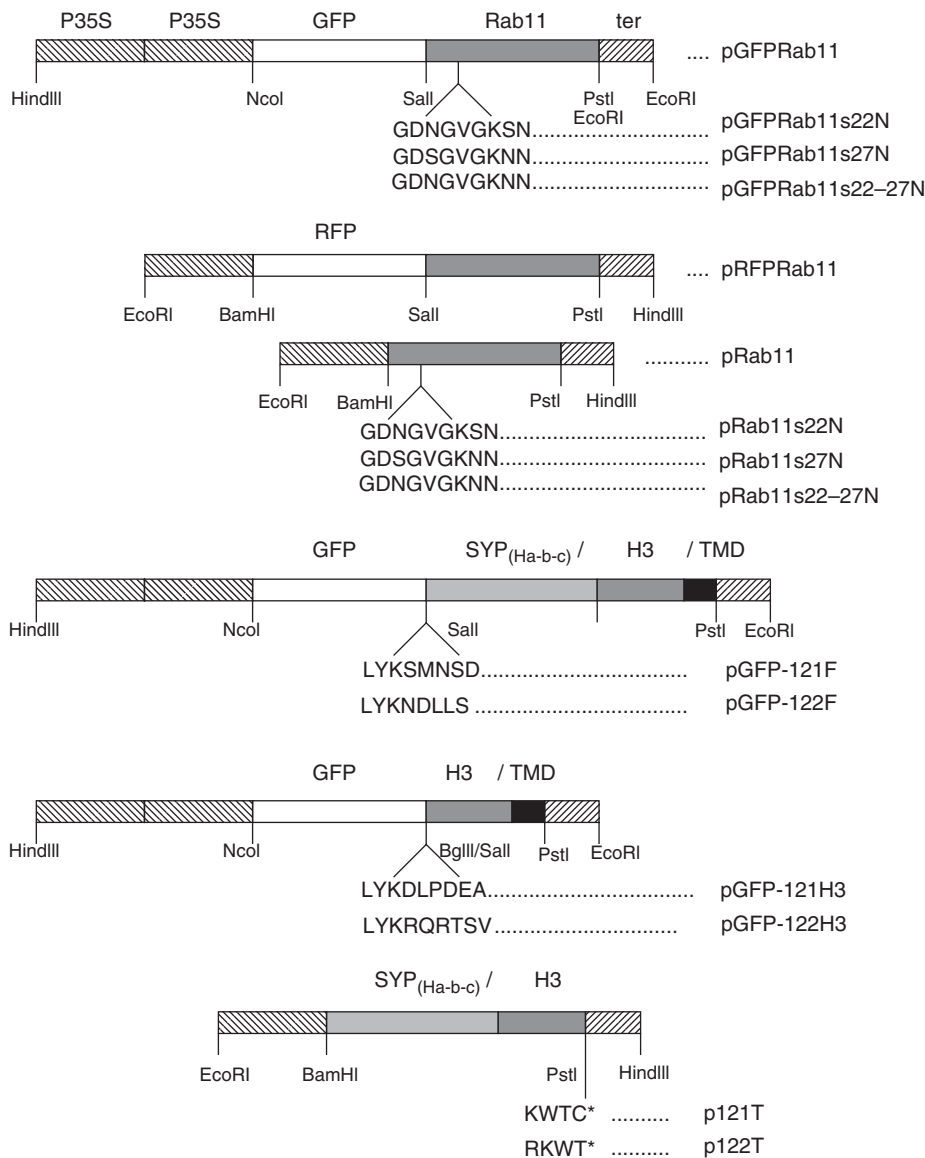 P35S P35S GFP Rab11 ter
.... pGFPRab11
HindIII NcoI SalI PstI EcoRI
EcoRI
GDNGVGKSN.......................... pGFPRab11s22N
GDSGVGKNN.......................... pGFPRab11s27N
GDNGVGKNN.......................... pGFPRab11s22–27N
RFP
.... pRFPRab11
EcoRI BamHI SalI PstI HindIII
........... pRab11
EcoRI BamHI PstI HindIII
GDNGVGKSN.............................. pRab11s22N
GDSGVGKNN.............................. pRab11s27N
GDNGVGKNN.............................. pRab11s22–27N
GFP SYP(Ha-b-c) / H3 / TMD
HindIII NcoI SalI PstI EcoRI
LYKSMNSD.............................. pGFP-121F
LYKNDLLS .............................. pGFP-122F
GFP H3 / TMD
HindIII NcoI BglII/SalI PstI EcoRI
LYKDLPDEA.............................. pGFP-121H3
LYKRQRTSV.......................... pGFP-122H3
SYP(Ha-b-c) / H3
EcoRI BamHI PstI HindIII
KWTC* .......... p121T
RKWT* .......... p122T